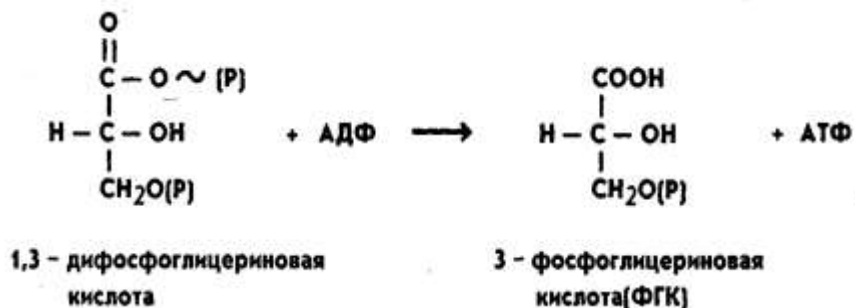 O
||
C – O ~ (P)
|
H – C – OH + АДФ
|
CH₂O(P)
COOH
|
H – C – OH + АТФ
|
CH₂O(P)
1,3 – дифосфоглицериновая
кислота
3 – фосфоглицериновая
кислота(ФГК)